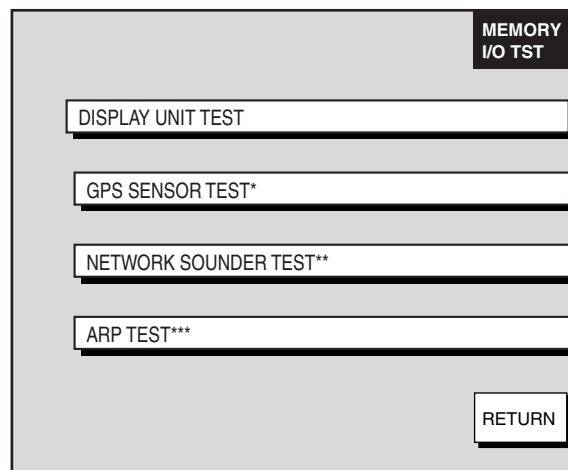 MEMORY
I/O TST
DISPLAY UNIT TEST
GPS SENSOR TEST*
NETWORK SOUNDER TEST**
ARP TEST***
RETURN